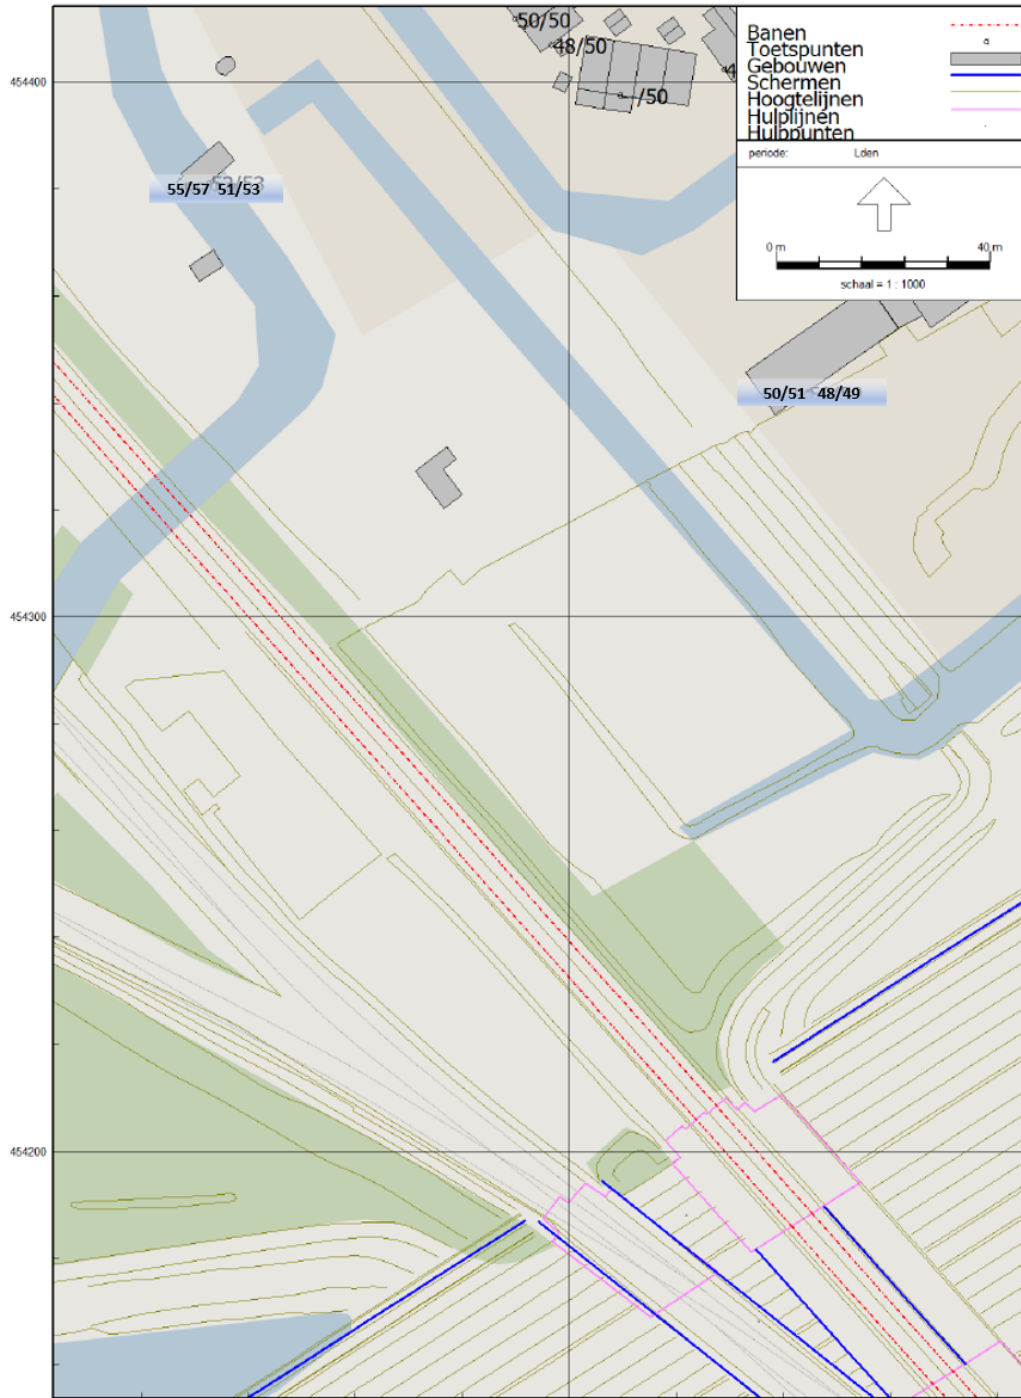 50/50
48/50
/50
4
Banen
Toetspunten
Gebouwen
Schermen
Hoogtelijnen
Hulplijnen
Hulppunten
454400
periode: Lden
55/57 51/53
0 m 40 m
schaal = 1 : 1000
50/51 48/49
454300
454200